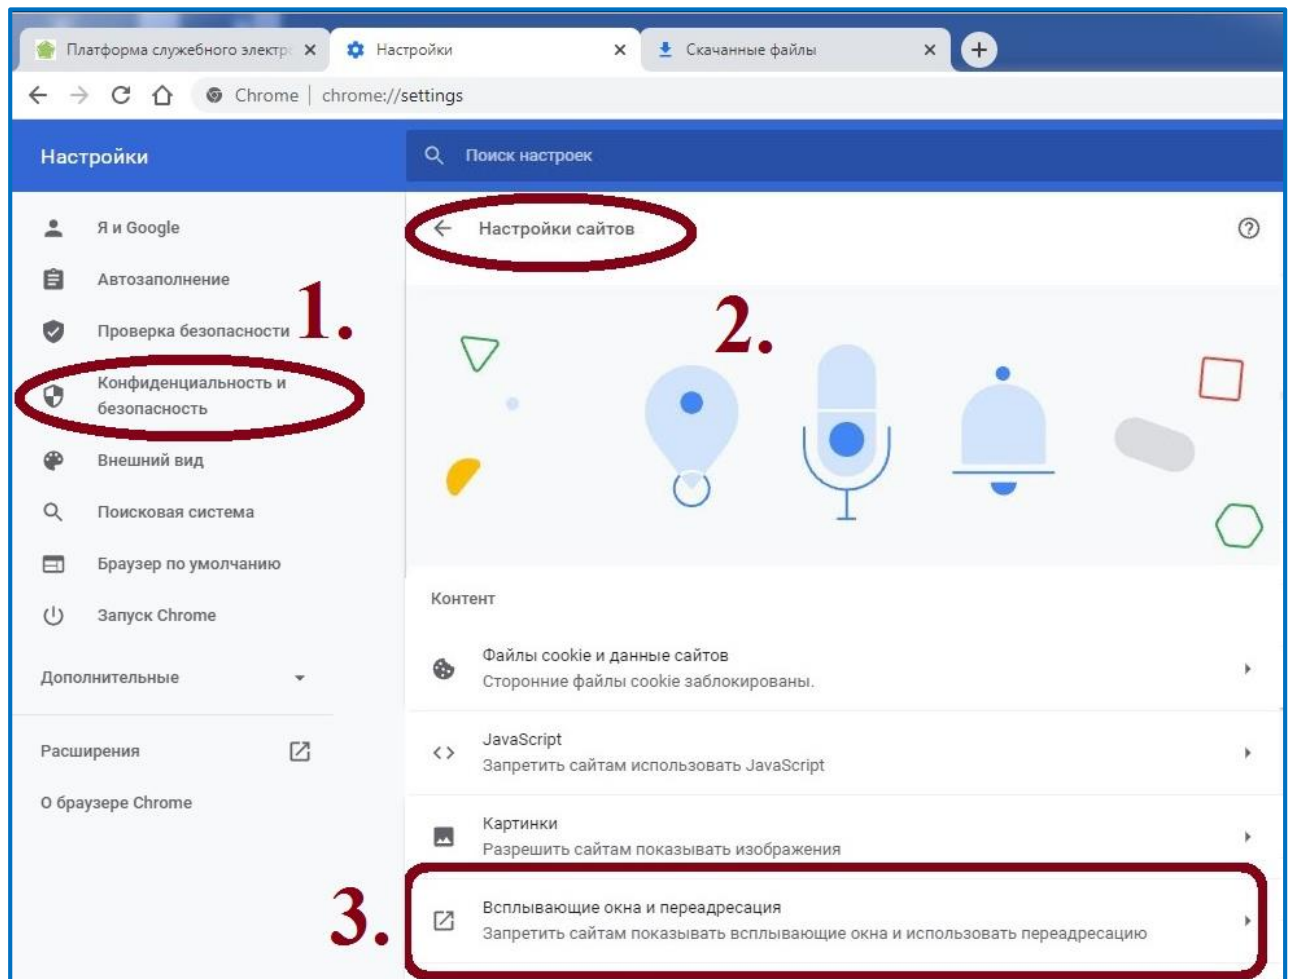 Платформа служебного электр
Настройки
Скачанные файлы
Chrome | chrome://settings
Настройки
Поиск настроек
Я и Google
Автозаполнение
Проверка безопасности
1.
Конфиденциальность и
безопасность
Внешний вид
Поисковая система
Браузер по умолчанию
Запуск Chrome
Дополнительные
Расширения
О браузере Chrome
Настройки сайтов
2.
Контент
Файлы cookie и данные сайтов
Сторонние файлы cookie заблокированы.
JavaScript
Запретить сайтам использовать JavaScript
Картинки
Разрешить сайтам показывать изображения
3.
Всплывающие окна и переадресация
Запретить сайтам показывать всплывающие окна и использовать переадресацию